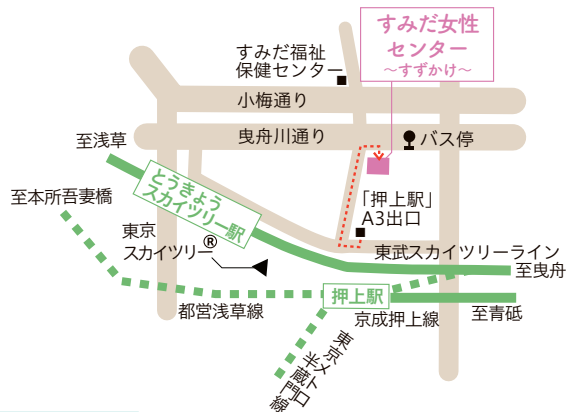 すみだ女性
センター
～すずかけ～
すみだ福祉
保健センター
小梅通り
曳舟川通り
バス停
至浅草
とうきょう
スカイツリー駅
至本所吾妻橋
「押上駅」
A3出口
東京
スカイツリー®
東武スカイツリーライン
至曳舟
押上駅
都営浅草線
京成押上線
至青砥
東京メトロ
半蔵門線